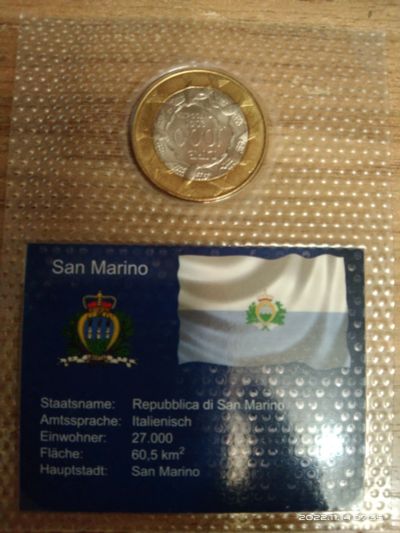 San Marino
Staatsname: Repubblica di San Marino
Amtssprache: Italienisch
Einwohner: 27.000
Fläche: 60,5 km²
Hauptstadt: San Marino